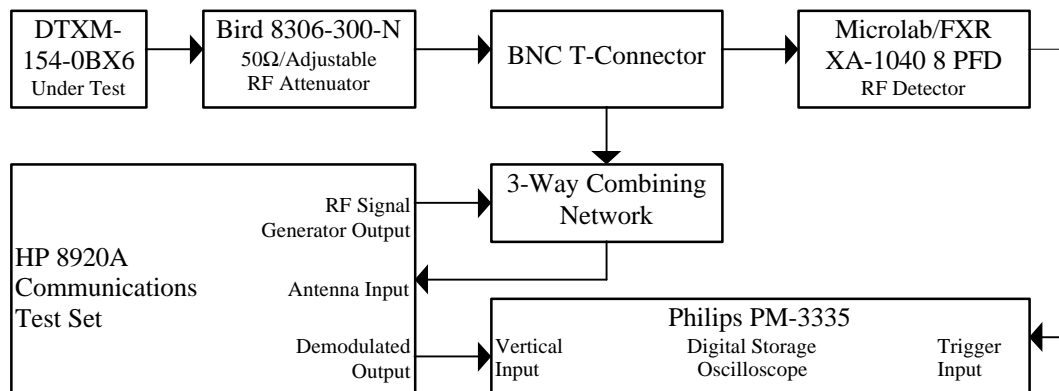 DTXM-
154-0BX6
Under Test
Bird 8306-300-N
50Ω/Adjustable
RF Attenuator
BNC T-Connector
Microlab/FXR
XA-1040 8 PFD
RF Detector
3-Way Combining
Network
HP 8920A
Communications
Test Set
RF Signal
Generator Output
Antenna Input
Demodulated
Output
Philips PM-3335
Vertical
Input
Digital Storage
Oscilloscope
Trigger
Input